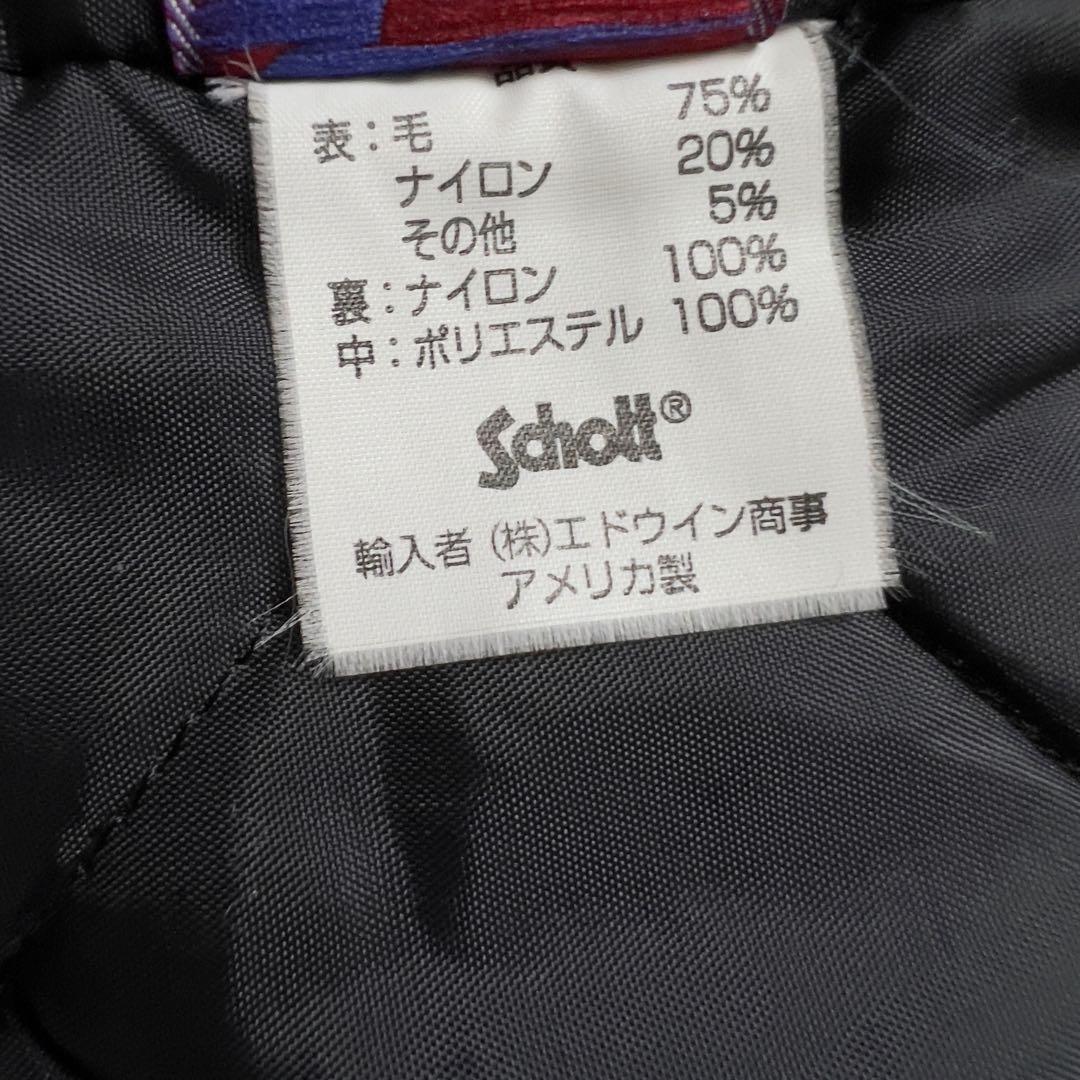 表：毛 75%
ナイロン 20%
その他 5%
裏：ナイロン 100%
中：ポリエステル 100%
Schott®
輸入者 (株)エドウイン商事
アメリカ製